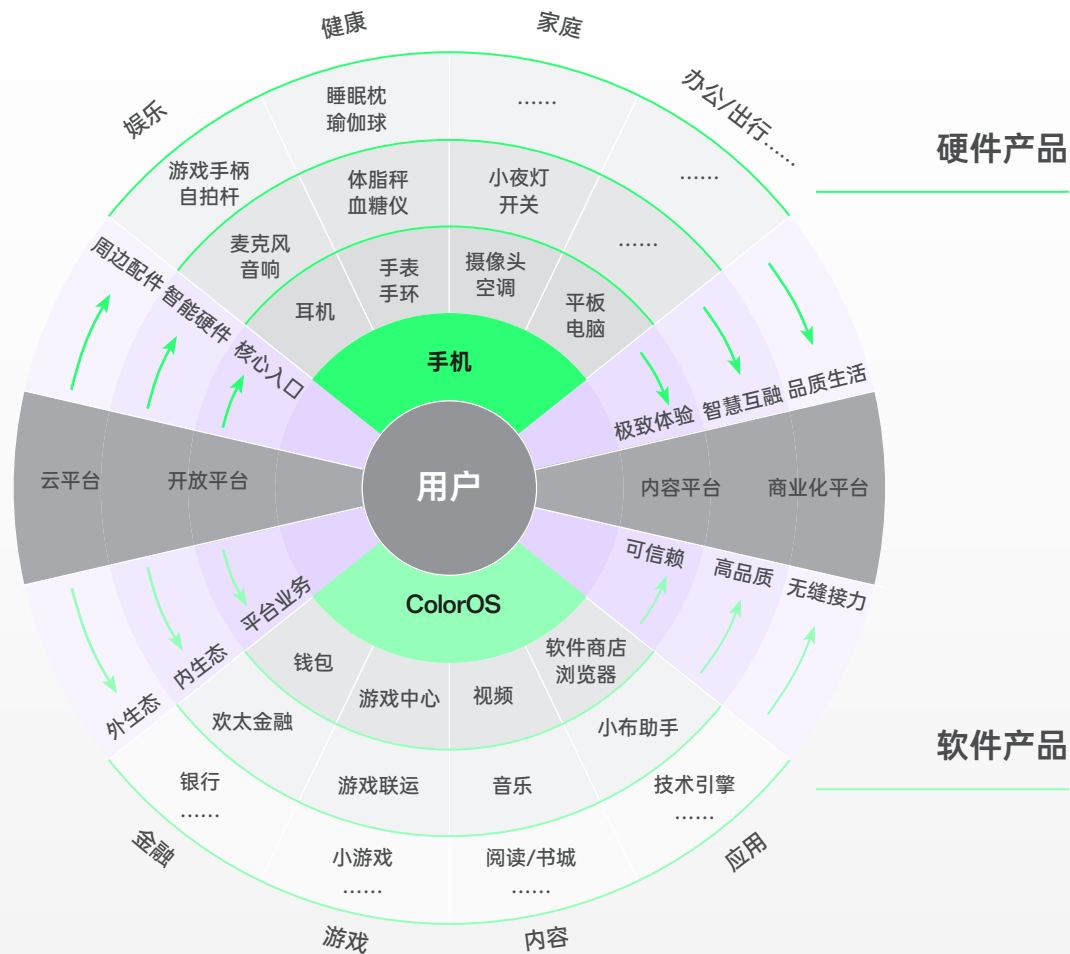 健康
家庭
娱乐
办公/出行……
硬件产品
睡眠枕
瑜伽球
……
游戏手柄
自拍杆
……
体脂秤
血糖仪
小夜灯
开关
麦克风
音响
……
手表
手环
摄像头
空调
耳机
平板
电脑
周边配件
智能硬件
核心入口
手机
极致体验
智慧互融
品质生活
云平台
开放平台
用户
内容平台
商业化平台
可信赖
高品质
无缝接力
平台业务
内生态
外生态
ColorOS
钱包
游戏中心
视频
软件商店
浏览器
欢太金融
游戏联运
音乐
小布助手
软件产品
银行
……
小游戏
……
阅读/书城
……
技术引擎
……
金融
游戏
内容
应用